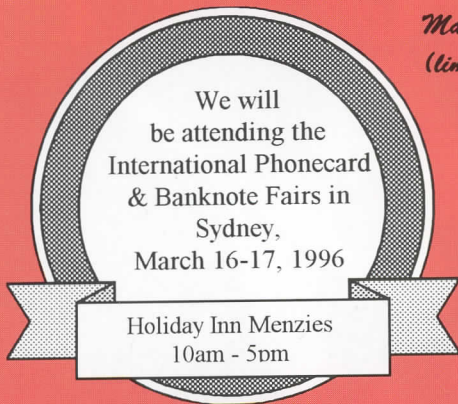 We will
be attending the
International Phonecard
& Banknote Fairs in
Sydney,
March 16-17, 1996
Holiday Inn Menzies
10am - 5pm